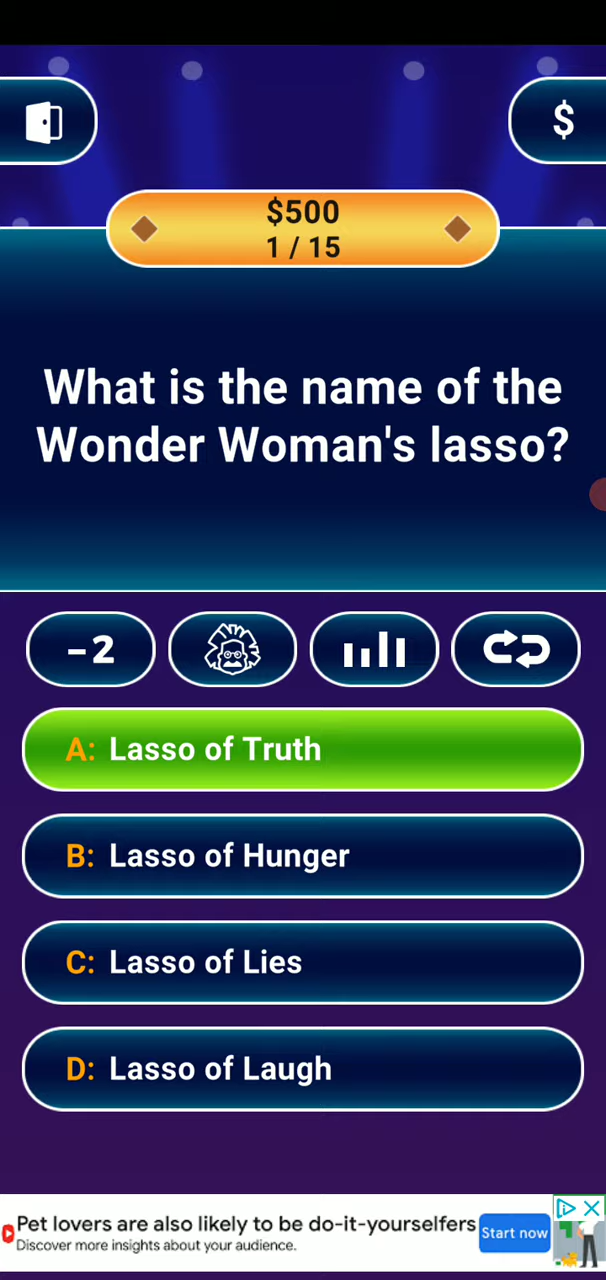 $
$500
1 / 15
What is the name of the
Wonder Woman's lasso?
-2
A: Lasso of Truth
B: Lasso of Hunger
C: Lasso of Lies
D: Lasso of Laugh
Pet lovers are also likely to be do-it-yourselfers
Discover more insights about your audience.
Start now